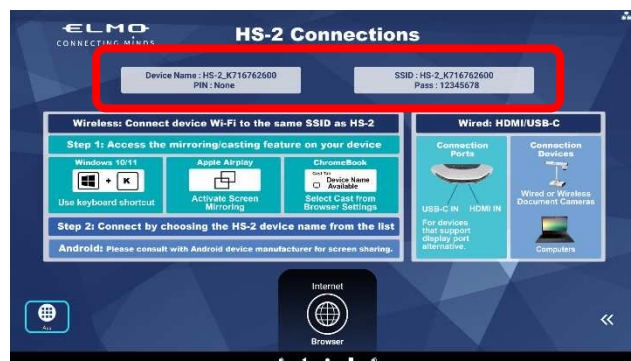 ELMO
CONNECTING MINDS
HS-2 Connections
Device Name : HS-2_K716762600
PIN : None
SSID : HS-2_K716762600
Pass : 12345678
Wireless: Connect device Wi-Fi to the same SSID as HS-2
Step 1: Access the mirroring/casting feature on your device
Windows 10/11
+ K
Use keyboard shortcut
Apple Airplay
Activate Screen
Mirroring
ChromeBook
Cast Tab
Device Name
Available
Select Cast from
Browser Settings
Step 2: Connect by choosing the HS-2 device name from the list
Android: Please consult with Android device manufacturer for screen sharing.
Wired: HDMI/USB-C
Connection
Ports
USB-C IN HDMI IN
For devices
that support
display port
alternative.
Connection
Devices
Wired or Wireless
Document Cameras
Computers
Internet
Browser